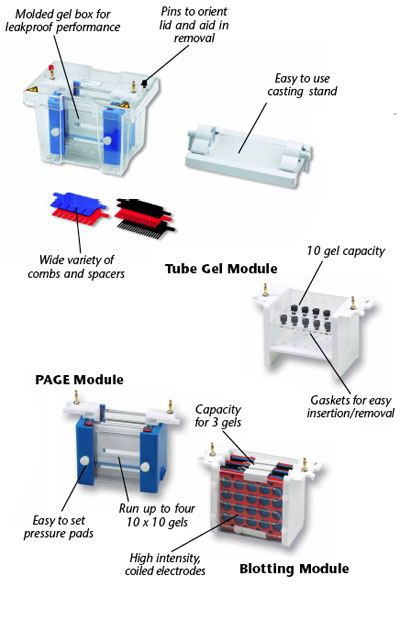 Molded gel box for
leakproof performance
Pins to orient
lid and aid in
removal
Easy to use
casting stand
Wide variety of
combs and spacers
Tube Gel Module
10 gel capacity
Gaskets for easy
insertion/removal
PAGE Module
Capacity
for 3 gels
Easy to set
pressure pads
Run up to four
10 x 10 gels
High intensity,
coiled electrodes
Blotting Module